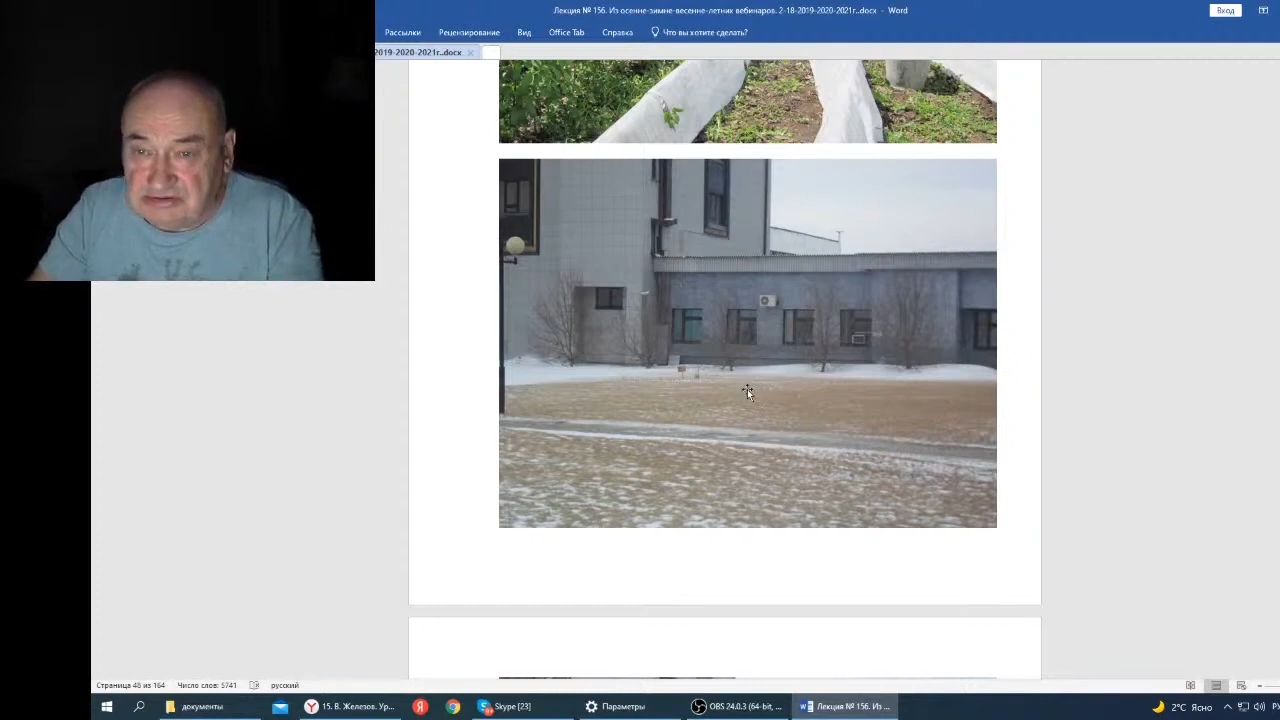 Лекция № 156. Из осенне-зимне-весенне-летних вебинаров. 2-18-2019-2020-2021г..docx - Word
Вход
Рассылки Рецензирование Вид Office Tab Справка Что вы хотите сделать?
2019-2020-2021г..docx
Страница 48 из 164 Число слов: 5741 русский
документы 15. В. Железов. Ур... Skype [23] Параметры OBS 24.0.3 (64-bit, ... Лекция № 156. Из ... 2°C Ясно